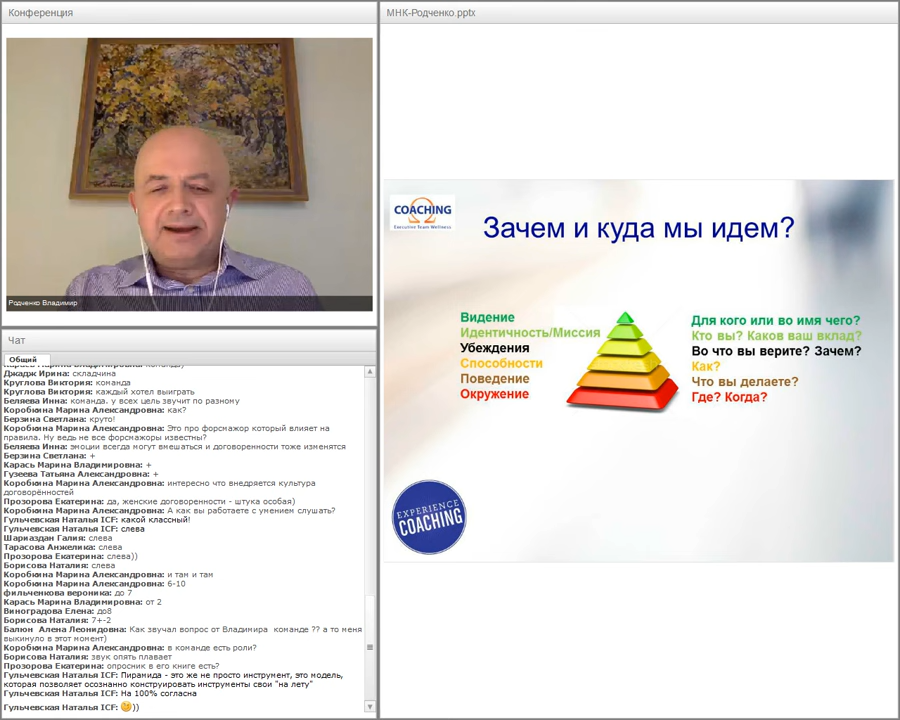 Конференция
Родченко Владимир
Чат
Общий
Джадж Ирина: складчина
Круглова Виктория: команда
Круглова Виктория: каждый хотел выиграть
Беляева Инна: команда. у всех цель звучит по разному
Коробкина Марина Александровна: как?
Берзина Светлана: круто!
Коробкина Марина Александровна: Это про форсмажор который влияет на
правила. Ну ведь не все форсмажоры известны?
Беляева Инна: эмоции всегда могут вмешаться и договоренности тоже изменятся
Берзина Светлана: +
Карась Марина Владимировна: +
Гузеева Татьяна Александровна: +
Коробкина Марина Александровна: интересно что внедряется культура
договорённостей
Прозорова Екатерина: да, женские договоренности - штука особая)
Коробкина Марина Александровна: А как вы работаете с умением слушать?
Гульчевская Наталья ICF: какой классный!
Гульчевская Наталья ICF: слева
Шариаздан Галия: слева
Тарасова Анжелика: слева
Прозорова Екатерина: слева))
Борисова Наталия: слева
Коробкина Марина Александровна: и там и там
Коробкина Марина Александровна: 6-10
фильченкова вероника: до 7
Карась Марина Владимировна: от 2
Виноградова Елена: до8
Борисова Наталия: 7+-2
Балюн Алена Леонидовна: Как звучал вопрос от Владимира команде ?? а то меня
выкинуло в этот момент)
Коробкина Марина Александровна: в команде есть роли?
Борисова Наталия: звук опять плавает
Прозорова Екатерина: опросник в его книге есть?
Гульчевская Наталья ICF: Пирамида - это же не просто инструмент, это модель,
которая позволяет осознанно конструировать инструменты свои "на лету"
Гульчевская Наталья ICF: На 100% согласна
Гульчевская Наталья ICF: ))
МНК-Родченко.pptx
COACHING
Executive Team Wellness
Зачем и куда мы идем?
Видение
Идентичность/Миссия
Убеждения
Способности
Поведение
Окружение
Для кого или во имя чего?
Кто вы? Каков ваш вклад?
Во что вы верите? Зачем?
Как?
Что вы делаете?
Где? Когда?
EXPERIENCE
COACHING